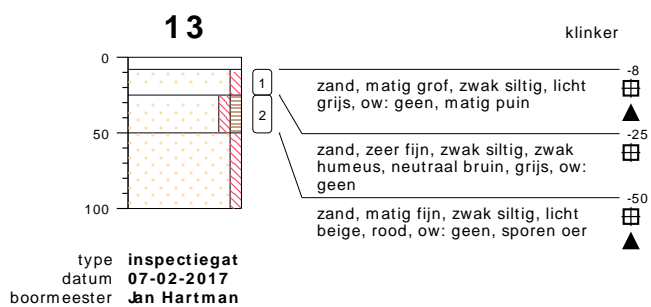 13
klinker
0
-8
1
zand, matig grof, zwak siltig, licht
grijs, ow: geen, matig puin
-25
2
zand, zeer fijn, zwak siltig, zwak
humeus, neutraal bruin, grijs, ow:
geen
50
-50
zand, matig fijn, zwak siltig, licht
beige, rood, ow: geen, sporen oer
100
type inspectiegat
datum 07-02-2017
boormeester Jan Hartman